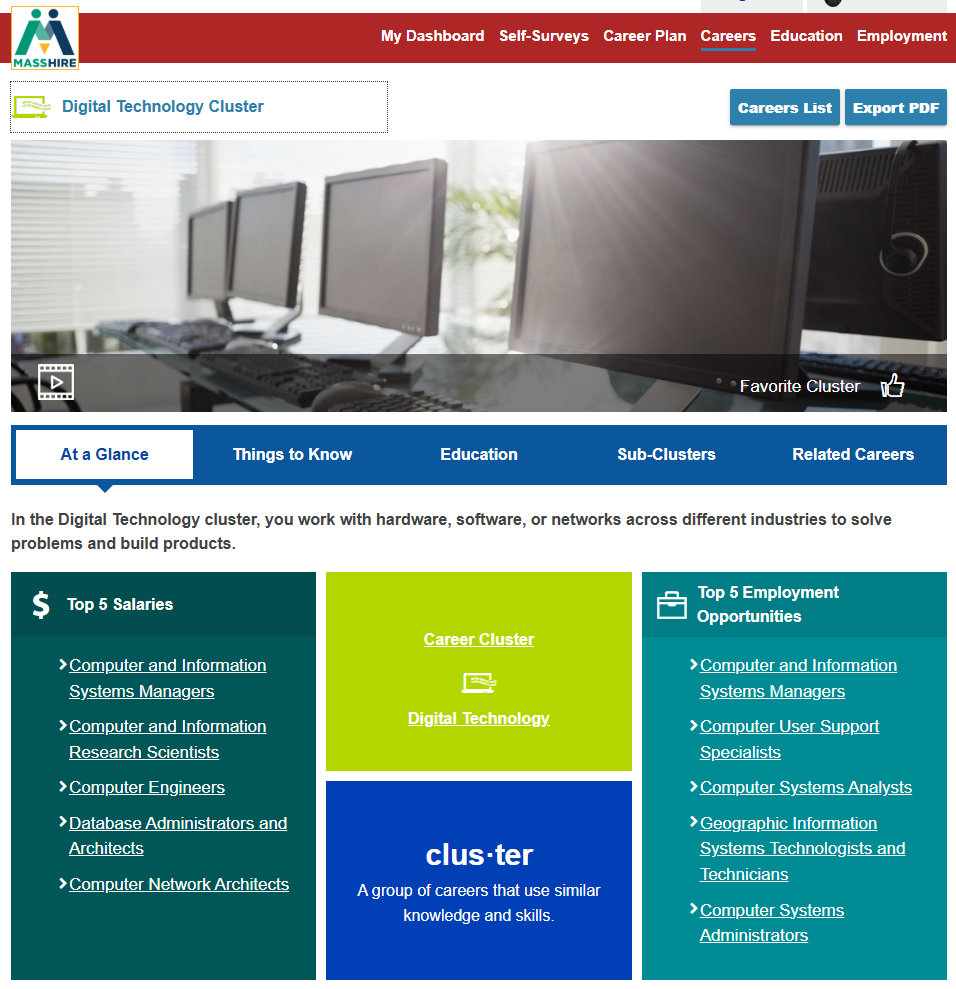 MASSHIRE
My Dashboard Self-Surveys Career Plan Careers Education Employment
Digital Technology Cluster
Careers List Export PDF
Favorite Cluster
At a Glance Things to Know Education Sub-Clusters Related Careers
In the Digital Technology cluster, you work with hardware, software, or networks across different industries to solve
problems and build products.
$ Top 5 Salaries
Computer and Information
Systems Managers
Computer and Information
Research Scientists
Computer Engineers
Database Administrators and
Architects
Computer Network Architects
Career Cluster
Digital Technology
clus·ter
A group of careers that use similar
knowledge and skills.
Top 5 Employment
Opportunities
Computer and Information
Systems Managers
Computer User Support
Specialists
Computer Systems Analysts
Geographic Information
Systems Technologists and
Technicians
Computer Systems
Administrators